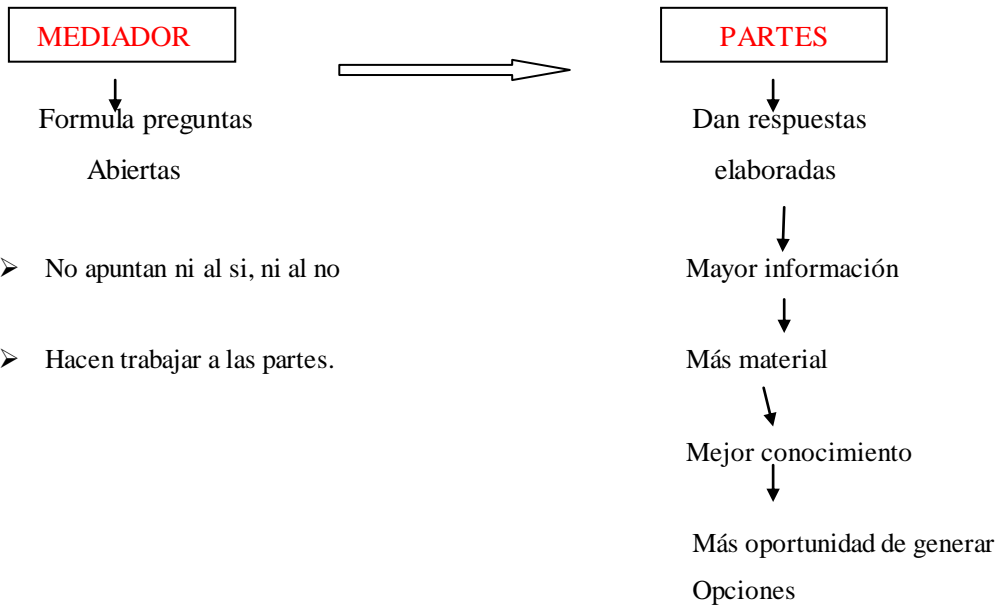 MEDIADOR
PARTES
Formula preguntas
Abiertas
Dan respuestas
elaboradas
➢ No apuntan ni al si, ni al no
Mayor información
➢ Hacen trabajar a las partes.
Más material
Mejor conocimiento
Más oportunidad de generar
Opciones